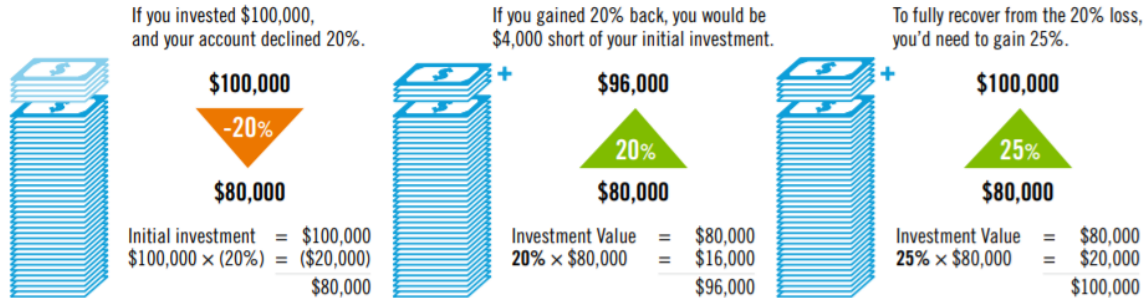 If you invested $100,000,
and your account declined 20%.
$100,000
-20%
$80,000
Initial investment = $100,000
$100,000 × (20%) = ($20,000)
$80,000
If you gained 20% back, you would be
$4,000 short of your initial investment.
+
$96,000
20%
$80,000
Investment Value = $80,000
20% × $80,000 = $16,000
$96,000
To fully recover from the 20% loss,
you'd need to gain 25%.
+
$100,000
25%
$80,000
Investment Value = $80,000
25% × $80,000 = $20,000
$100,000
$
$
$
$
$
$